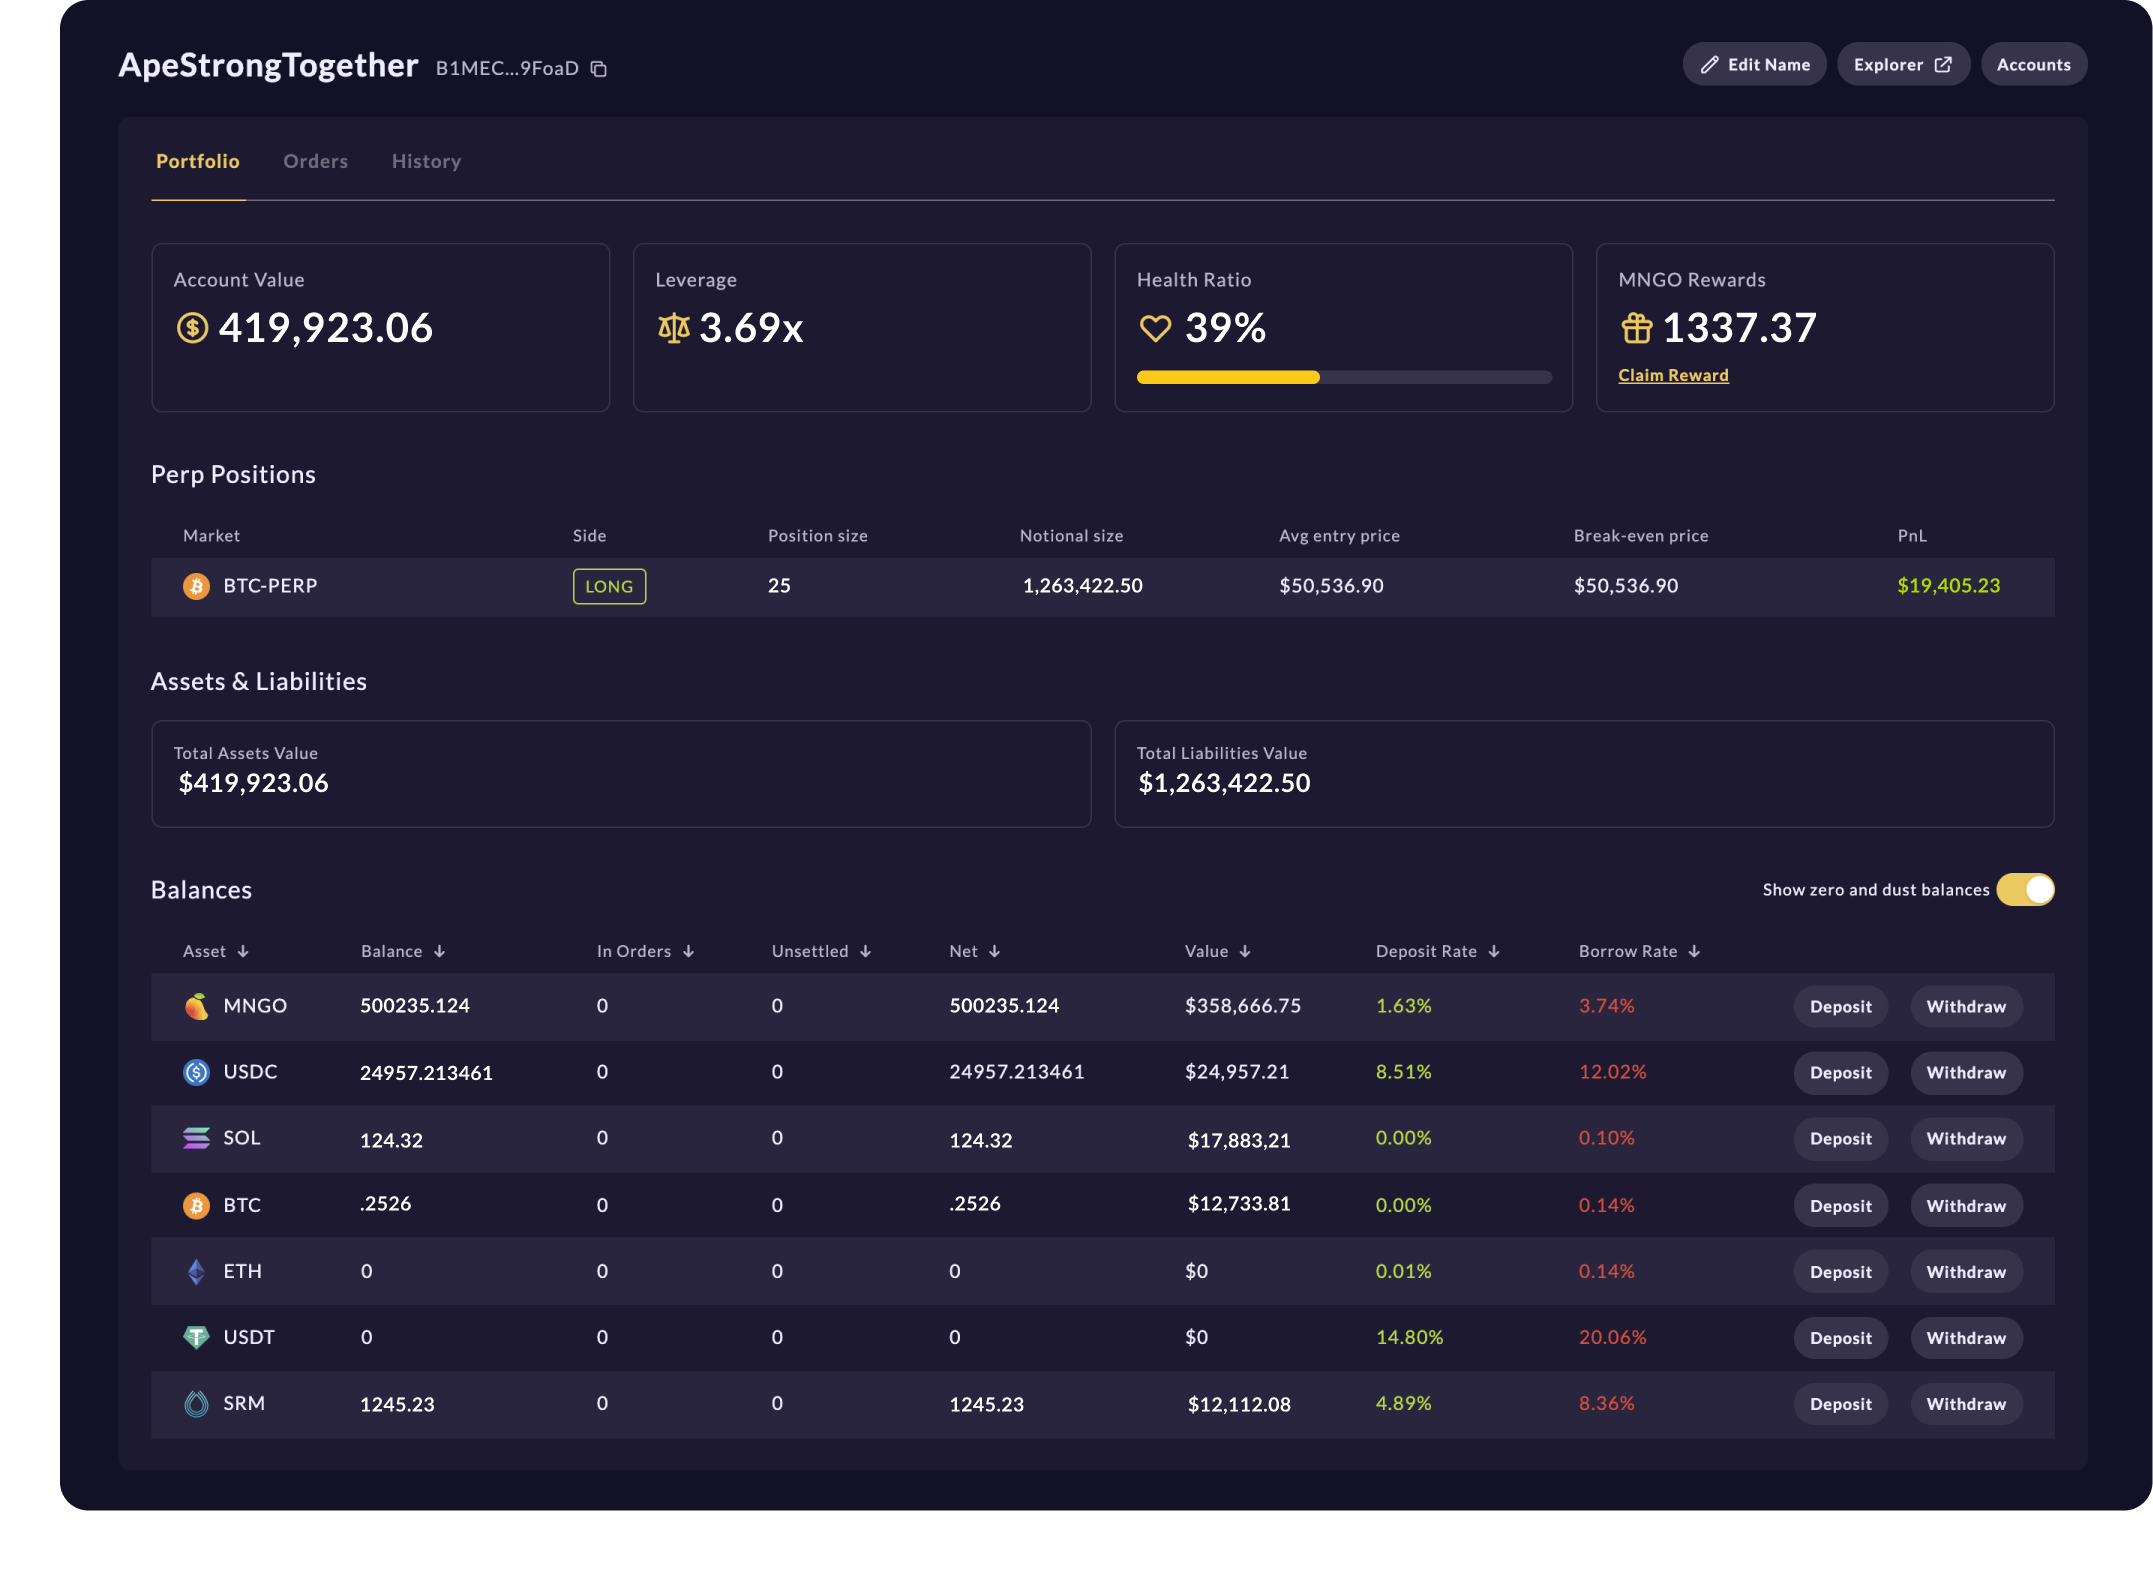 ApeStrongTogether B1MEC...9FoaD Edit Name Explorer Accounts
Portfolio Orders History
Account Value Leverage Health Ratio MNGO Rewards
419,923.06 3.69x 39% 1337.37
Claim Reward
Perp Positions
Market Side Position size Notional size Avg entry price Break-even price PnL
BTC-PERP LONG 25 1,263,422.50 $50,536.90 $50,536.90 $19,405.23
Assets & Liabilities
Total Assets Value Total Liabilities Value
$419,923.06 $1,263,422.50
Balances Show zero and dust balances
Asset Balance In Orders Unsettled Net Value Deposit Rate Borrow Rate
MNGO 500235.124 0 0 500235.124 $358,666.75 1.63% 3.74% Deposit Withdraw
USDC 24957.213461 0 0 24957.213461 $24,957.21 8.51% 12.02% Deposit Withdraw
SOL 124.32 0 0 124.32 $17,883,21 0.00% 0.10% Deposit Withdraw
BTC .2526 0 0 .2526 $12,733.81 0.00% 0.14% Deposit Withdraw
ETH 0 0 0 0 $0 0.01% 0.14% Deposit Withdraw
USDT 0 0 0 0 $0 14.80% 20.06% Deposit Withdraw
SRM 1245.23 0 0 1245.23 $12,112.08 4.89% 8.36% Deposit Withdraw